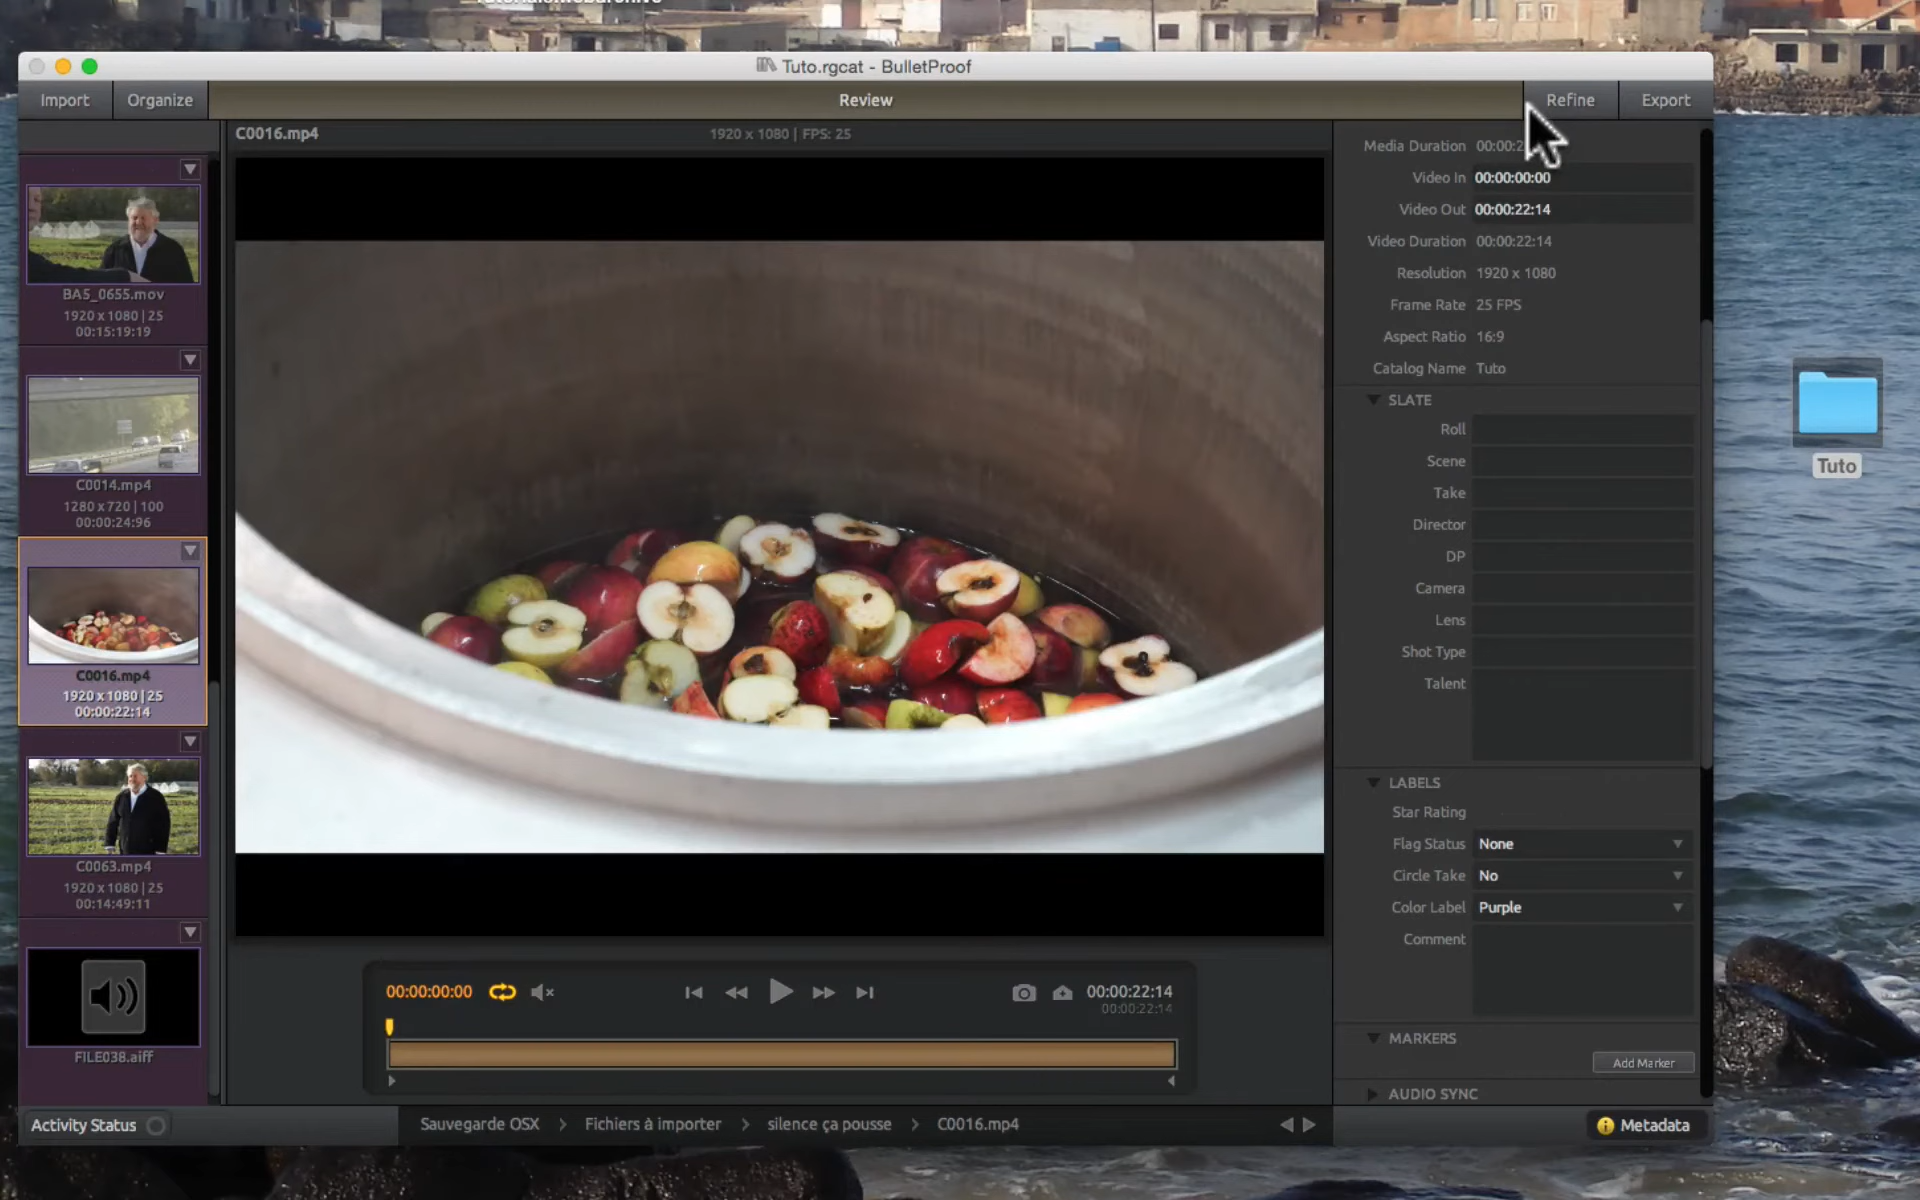 Tuto.rgcat - BulletProof
Import
Organize
Review
Refine
Export
C0016.mp4
1920 x 1080 | FPS: 25
BA5_0655.mov
1920 x 1080 | 25
00:15:19:19
C0014.mp4
1280 x 720 | 100
00:00:24:96
C0016.mp4
1920 x 1080 | 25
00:00:22:14
C0063.mp4
1920 x 1080 | 25
00:14:49:11
FILE038.aiff
00:00:00:00
00:00:22:14
00:00:22:14
Media Duration 00:00:2
Video In 00:00:00:00
Video Out 00:00:22:14
Video Duration 00:00:22:14
Resolution 1920 x 1080
Frame Rate 25 FPS
Aspect Ratio 16:9
Catalog Name Tuto
SLATE
Roll
Scene
Take
Director
DP
Camera
Lens
Shot Type
Talent
LABELS
Star Rating
Flag Status None
Circle Take No
Color Label Purple
Comment
MARKERS
Add Marker
AUDIO SYNC
Activity Status
Sauvegarde OSX > Fichiers à importer > silence ça pousse > C0016.mp4
Metadata
Tuto